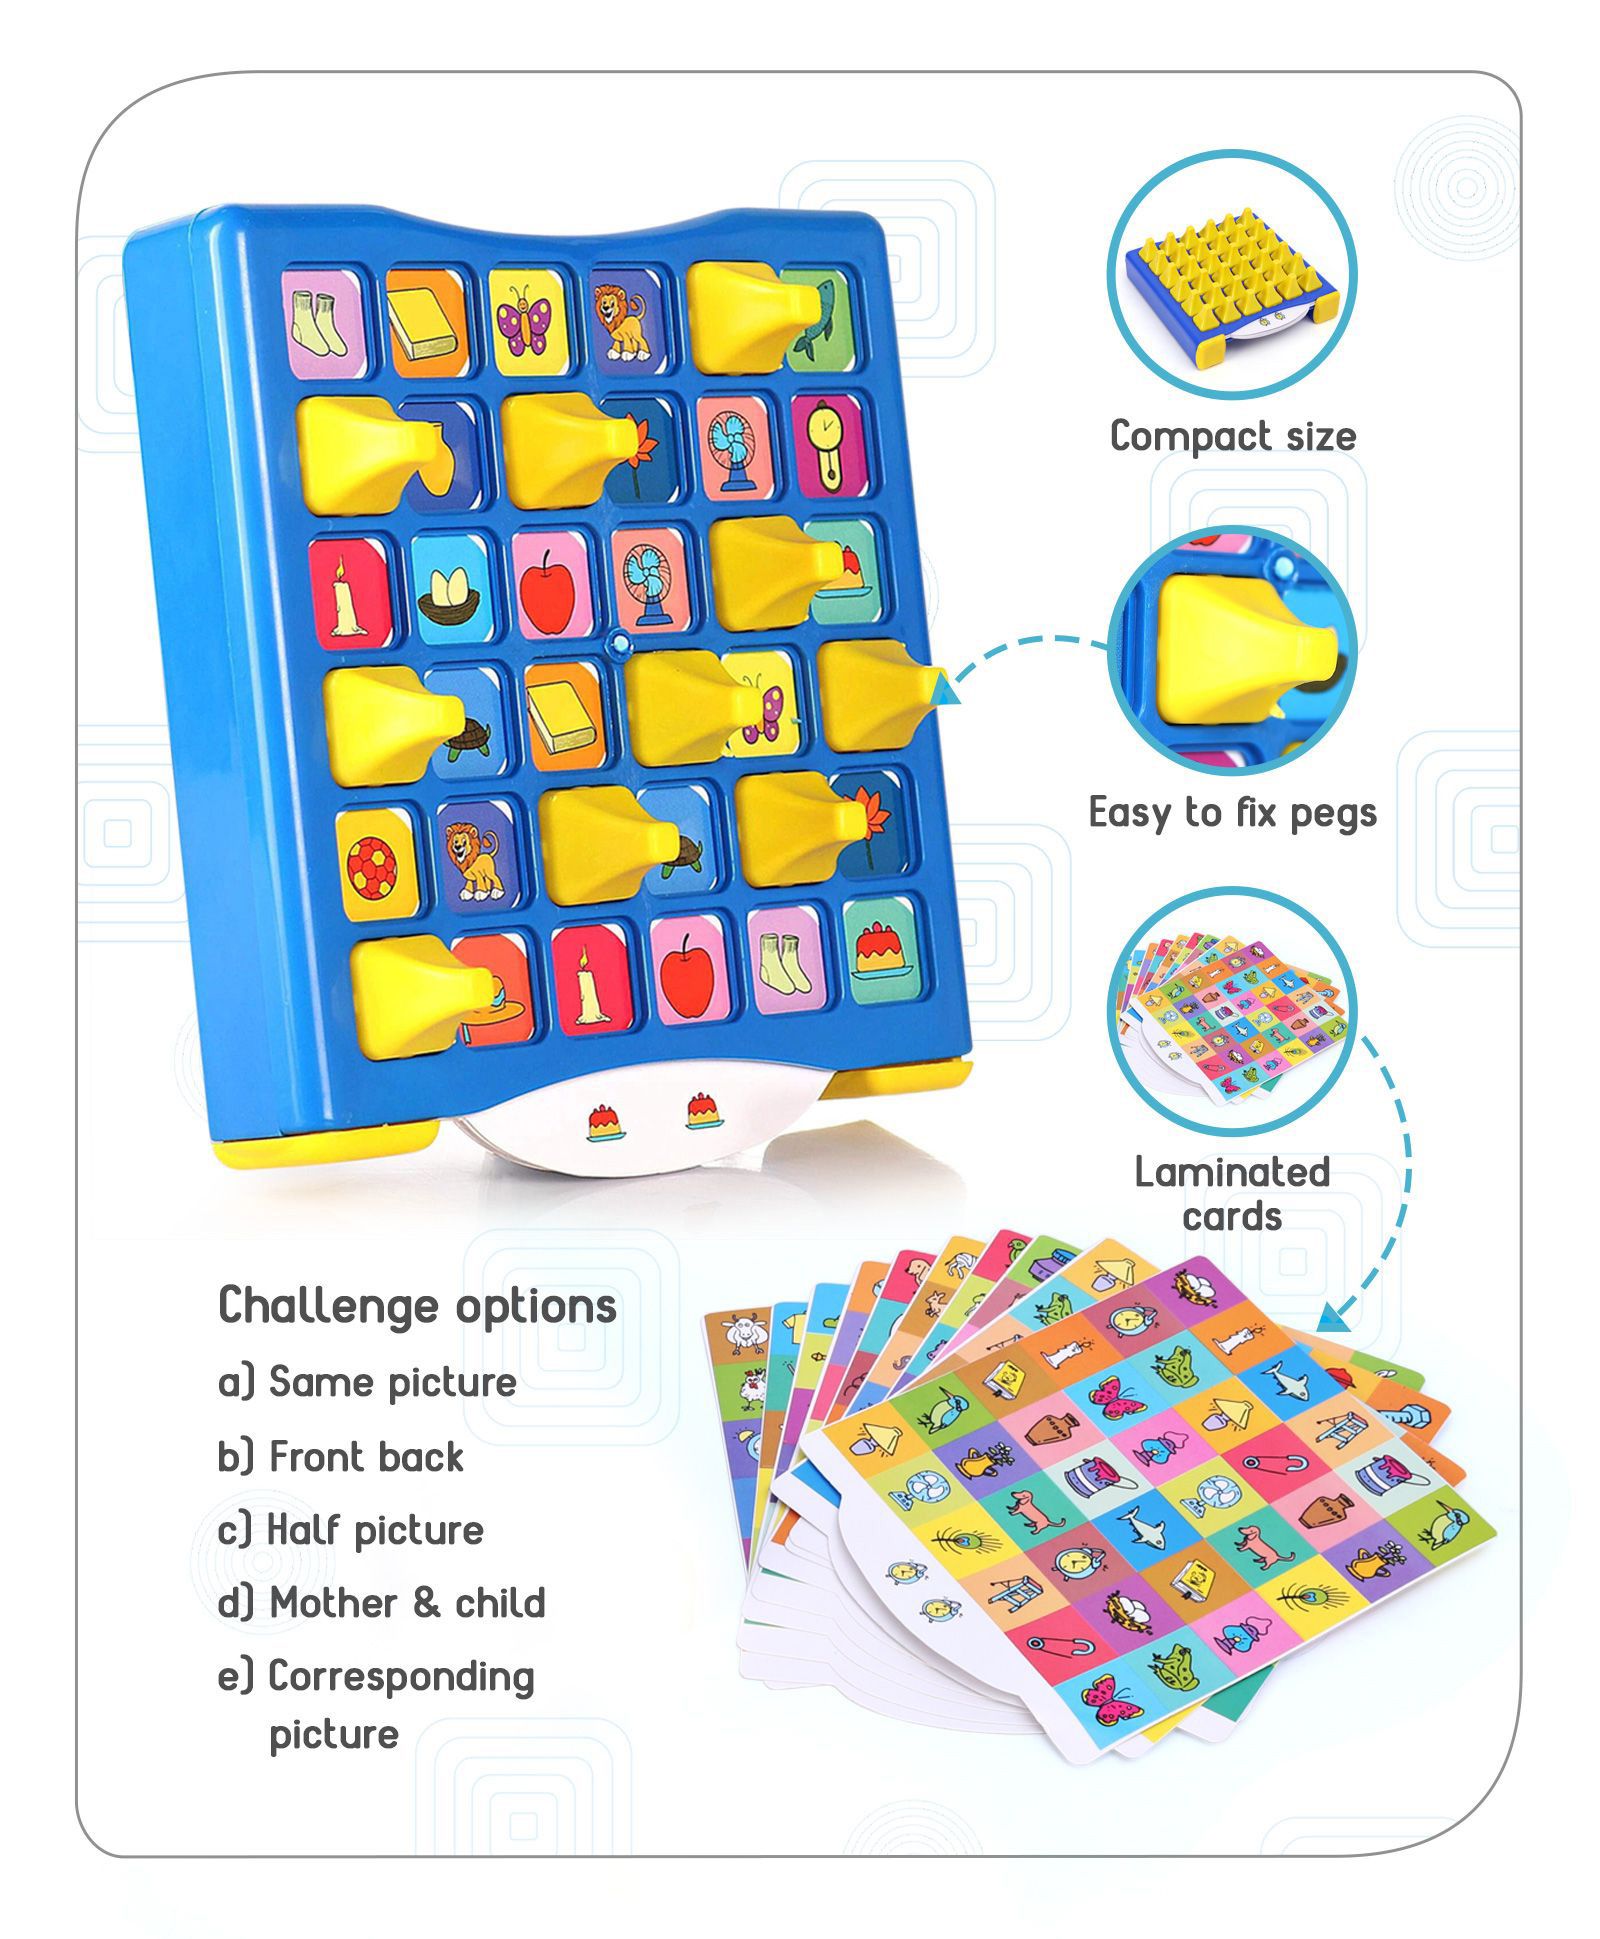 Compact size
Easy to fix pegs
Laminated
cards
Challenge options
a) Same picture
b) Front back
c) Half picture
d) Mother & child
e) Corresponding
picture